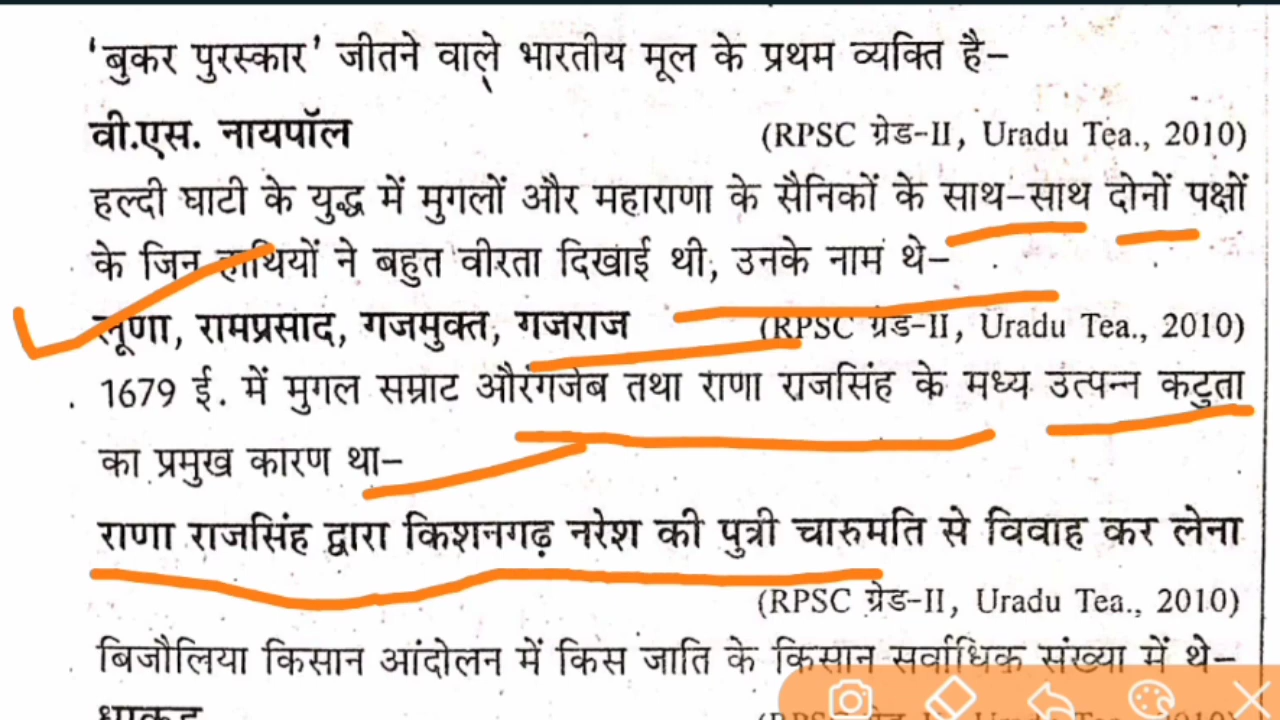 'बुकर पुरस्कार' जीतने वाले भारतीय मूल के प्रथम व्यक्ति है–
वी.एस. नायपॉल (RPSC ग्रेड-II, Uradu Tea., 2010)
हल्दी घाटी के युद्ध में मुगलों और महाराणा के सैनिकों के साथ-साथ दोनों पक्षों
के जिन हाथियों ने बहुत वीरता दिखाई थी, उनके नाम थे–
लूणा, रामप्रसाद, गजमुक्त, गजराज (RPSC ग्रेड-II, Uradu Tea., 2010)
1679 ई. में मुगल सम्राट औरंगजेब तथा राणा राजसिंह के मध्य उत्पन्न कटुता
का प्रमुख कारण था–
राणा राजसिंह द्वारा किशनगढ़ नरेश की पुत्री चारुमति से विवाह कर लेना
(RPSC ग्रेड-II, Uradu Tea., 2010)
बिजौलिया किसान आंदोलन में किस जाति के किसान सर्वाधिक संख्या में थे–